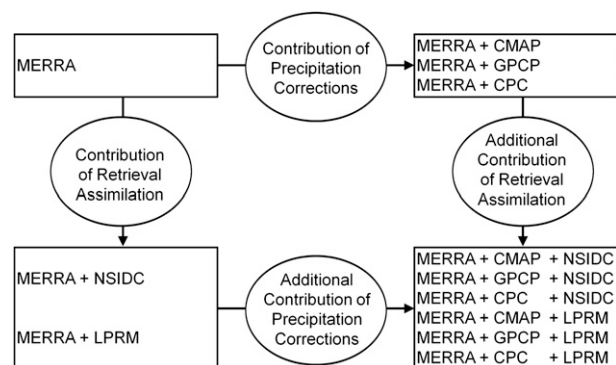 MERRA
Contribution of
Precipitation
Corrections
MERRA + CMAP
MERRA + GPCP
MERRA + CPC
Contribution
of Retrieval
Assimilation
Additional
Contribution
of Retrieval
Assimilation
MERRA + NSIDC
MERRA + LPRM
Additional
Contribution of
Precipitation
Corrections
MERRA + CMAP + NSIDC
MERRA + GPCP + NSIDC
MERRA + CPC + NSIDC
MERRA + CMAP + LPRM
MERRA + GPCP + LPRM
MERRA + CPC + LPRM